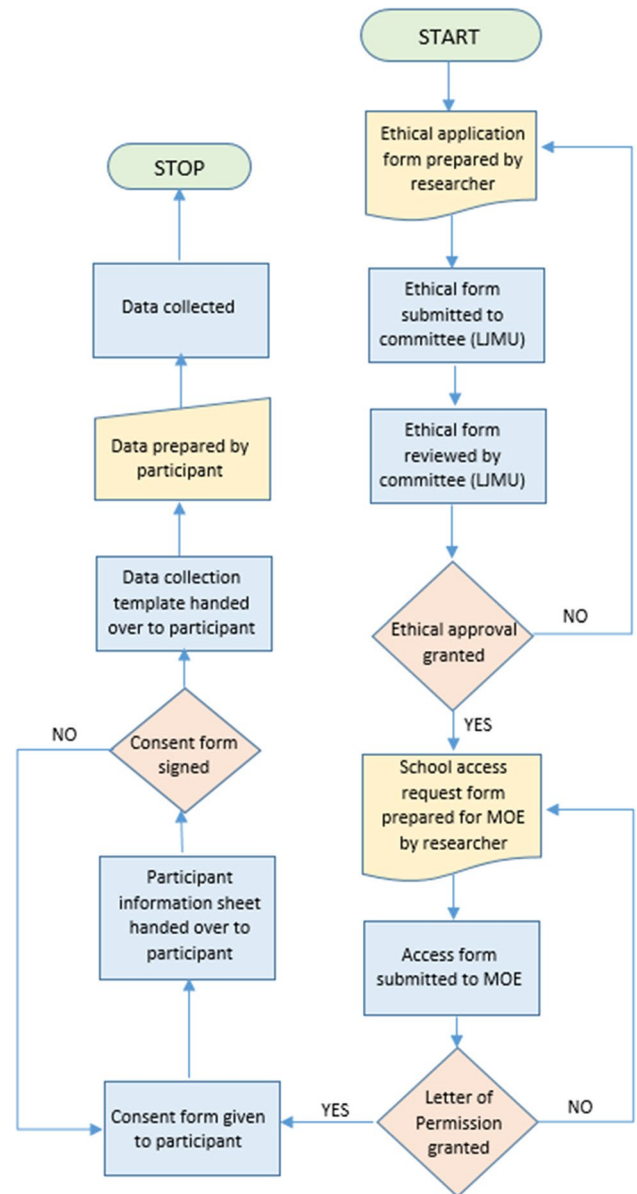 START
Ethical application
form prepared by
researcher
Ethical form
submitted to
committee (LJMU)
Ethical form
reviewed by
committee (LJMU)
Ethical approval
granted
NO
YES
School access
request form
prepared for MOE
by researcher
Access form
submitted to MOE
Letter of
Permission
granted
NO
YES
Consent form given
to participant
Participant
information sheet
handed over to
participant
Consent form
signed
NO
Data collection
template handed
over to participant
Data prepared by
participant
Data collected
STOP